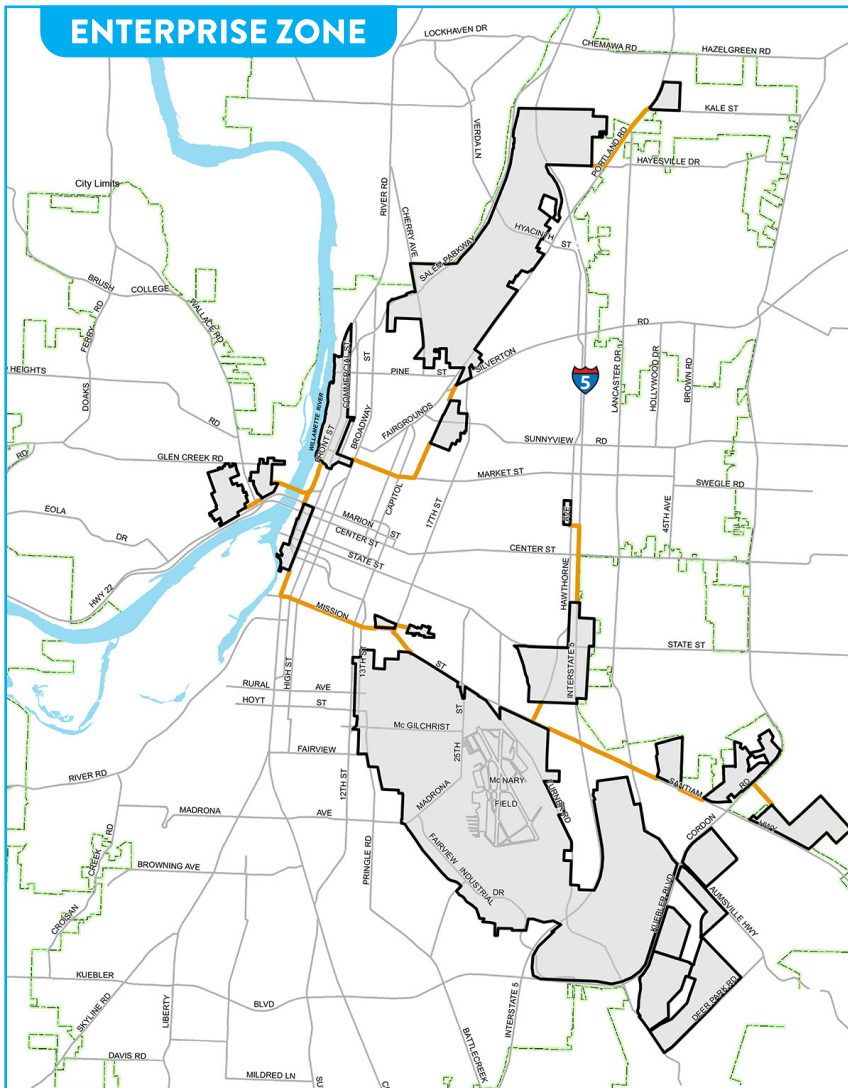 ENTERPRISE ZONE
LOCKHAVEN DR
CHEMAWA RD
HAZELGREEN RD
KALE ST
VERDA LN
PORTLAND RD
HAYESVILLE DR
City Limits
RIVER RD
CHERRY AVE
HYACINTH
ST
SALEM PARKWAY
BRUSH
COLLEGE
RD
WALLACE RD
FERRY
DOAKS
HEIGHTS
RD
COMMERCIAL ST
ST
PINE
ST
SILVERTON
RD
5
LANCASTER DR
HOLLYWOOD DR
BROWN RD
WILLAMETTE RIVER
FRONT ST
BROADWAY
FAIRGROUNDS
SUNNYVIEW
RD
RD
GLEN CREEK RD
MARKET ST
SWEGLE RD
CAPITOL
17TH ST
45TH AVE
EOLA
DR
MARION
ST
CENTER ST
STATE ST
CENTER ST
AVE
HAWTHORNE
HWY 22
MISSION
ST
STATE ST
13TH ST
HIGH ST
INTERSTATE 5
RURAL
AVE
HOYT
ST
Mc GILCHRIST
ST
25TH
FAIRVIEW
RIVER RD
12TH ST
MADRONA
Mc NARY
FIELD
TURNER RD
SANTIAM
HWY
CORDON
RD
MADRONA
AVE
PRINGLE RD
FAIRVIEW
INDUSTRIAL
DR
CROISAN
CREEK
RD
BROWNING AVE
KUEBLER BLVD
AUMSVILLE HWY
DEER PARK RD
KUEBLER
BLVD
SKYLINE RD
LIBERTY
INTERSTATE 5
BATTLECREEK
DAVIS RD
MILDRED LN
SU